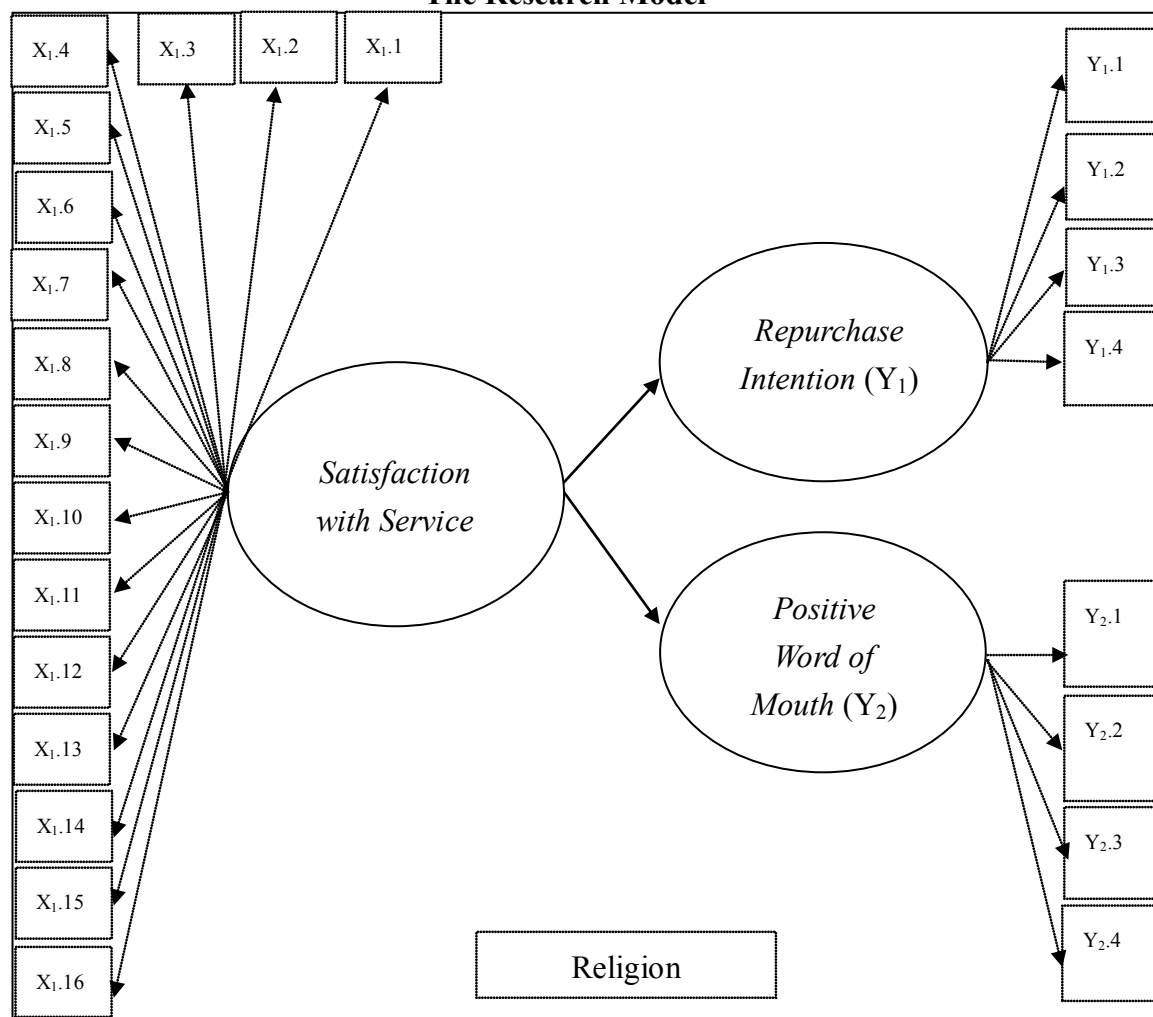 The Research Model
X₁.4
X₁.3
X₁.2
X₁.1
X₁.5
X₁.6
X₁.7
X₁.8
X₁.9
X₁.10
X₁.11
X₁.12
X₁.13
X₁.14
X₁.15
X₁.16
Satisfaction
with Service
Repurchase
Intention (Y₁)
Positive
Word of
Mouth (Y₂)
Y₁.1
Y₁.2
Y₁.3
Y₁.4
Y₂.1
Y₂.2
Y₂.3
Y₂.4
Religion